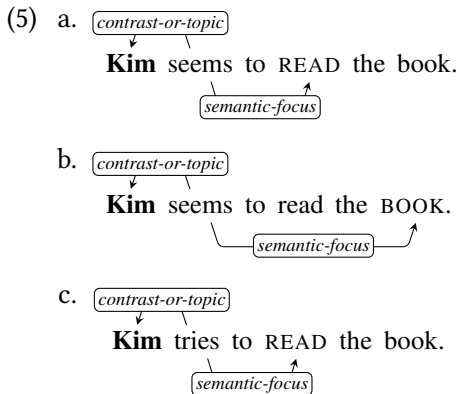 (5) a. contrast-or-topic
Kim seems to READ the book.
semantic-focus
b. contrast-or-topic
Kim seems to read the BOOK.
semantic-focus
c. contrast-or-topic
Kim tries to READ the book.
semantic-focus